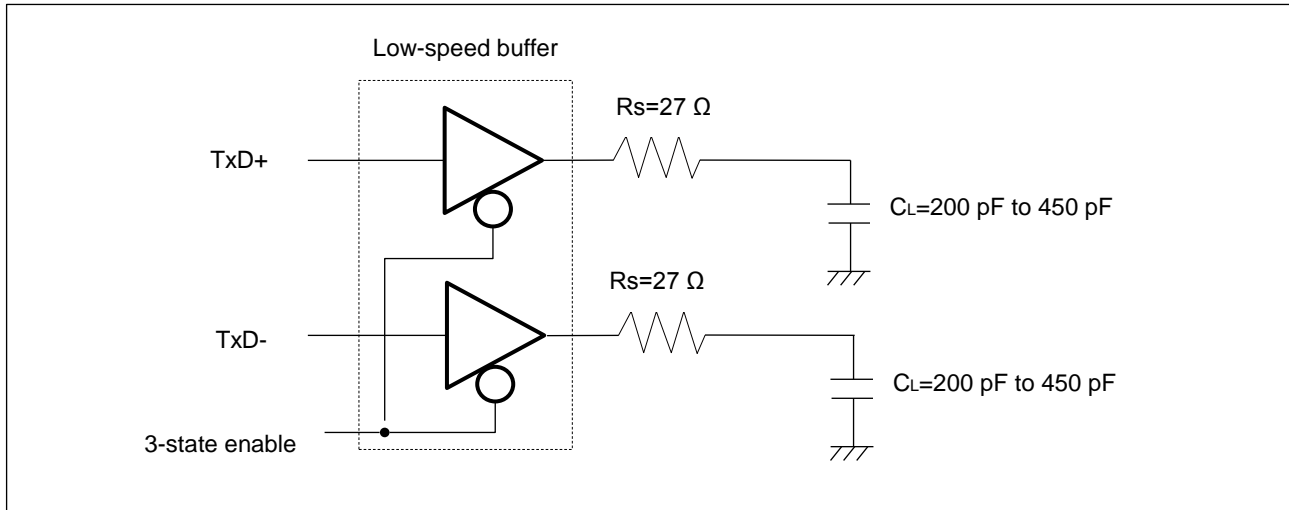 Low-speed buffer
Rs=27 Ω
TxD+
CL=200 pF to 450 pF
Rs=27 Ω
TxD-
CL=200 pF to 450 pF
3-state enable